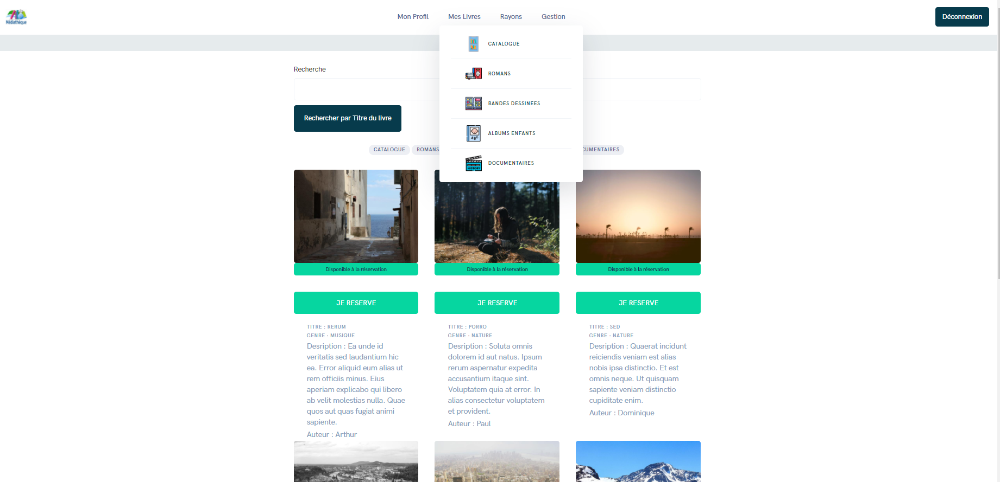 Médiathèque
Mon Profil
Mes Livres
Rayons
Gestion
Déconnexion
CATALOGUE
ROMANS
BANDES DESSINÉES
ABC
ALBUMS ENFANTS
HISTORY
DOCUMENTAIRES
Recherche
Rechercher par Titre du livre
CATALOGUE
ROMANS
CUMENTAIRES
Disponible à la réservation
JE RESERVE
TITRE : RERUM
GENRE : MUSIQUE
Desription : Ea unde id
veritatis sed laudantium hic
ea. Error aliquid eum alias ut
rem officiis minus. Eius
aperiam explicabo qui libero
ab velit molestias nulla. Quae
quos aut quas fugiat animi
sapiente.
Auteur : Arthur
Disponible à la réservation
JE RESERVE
TITRE : PORRO
GENRE : NATURE
Desription : Soluta omnis
dolorem id aut natus. Ipsum
rerum aspernatur expedita
accusantium itaque sint.
Voluptatem quia at error. In
alias consectetur voluptatem
et provident.
Auteur : Paul
Disponible à la réservation
JE RESERVE
TITRE : SED
GENRE : NATURE
Desription : Quaerat incidunt
reiciendis veniam est alias
nobis ipsa distinctio. Et est
omnis neque. Ut quisquam
sapiente veniam distinctio
cupiditate enim.
Auteur : Dominique